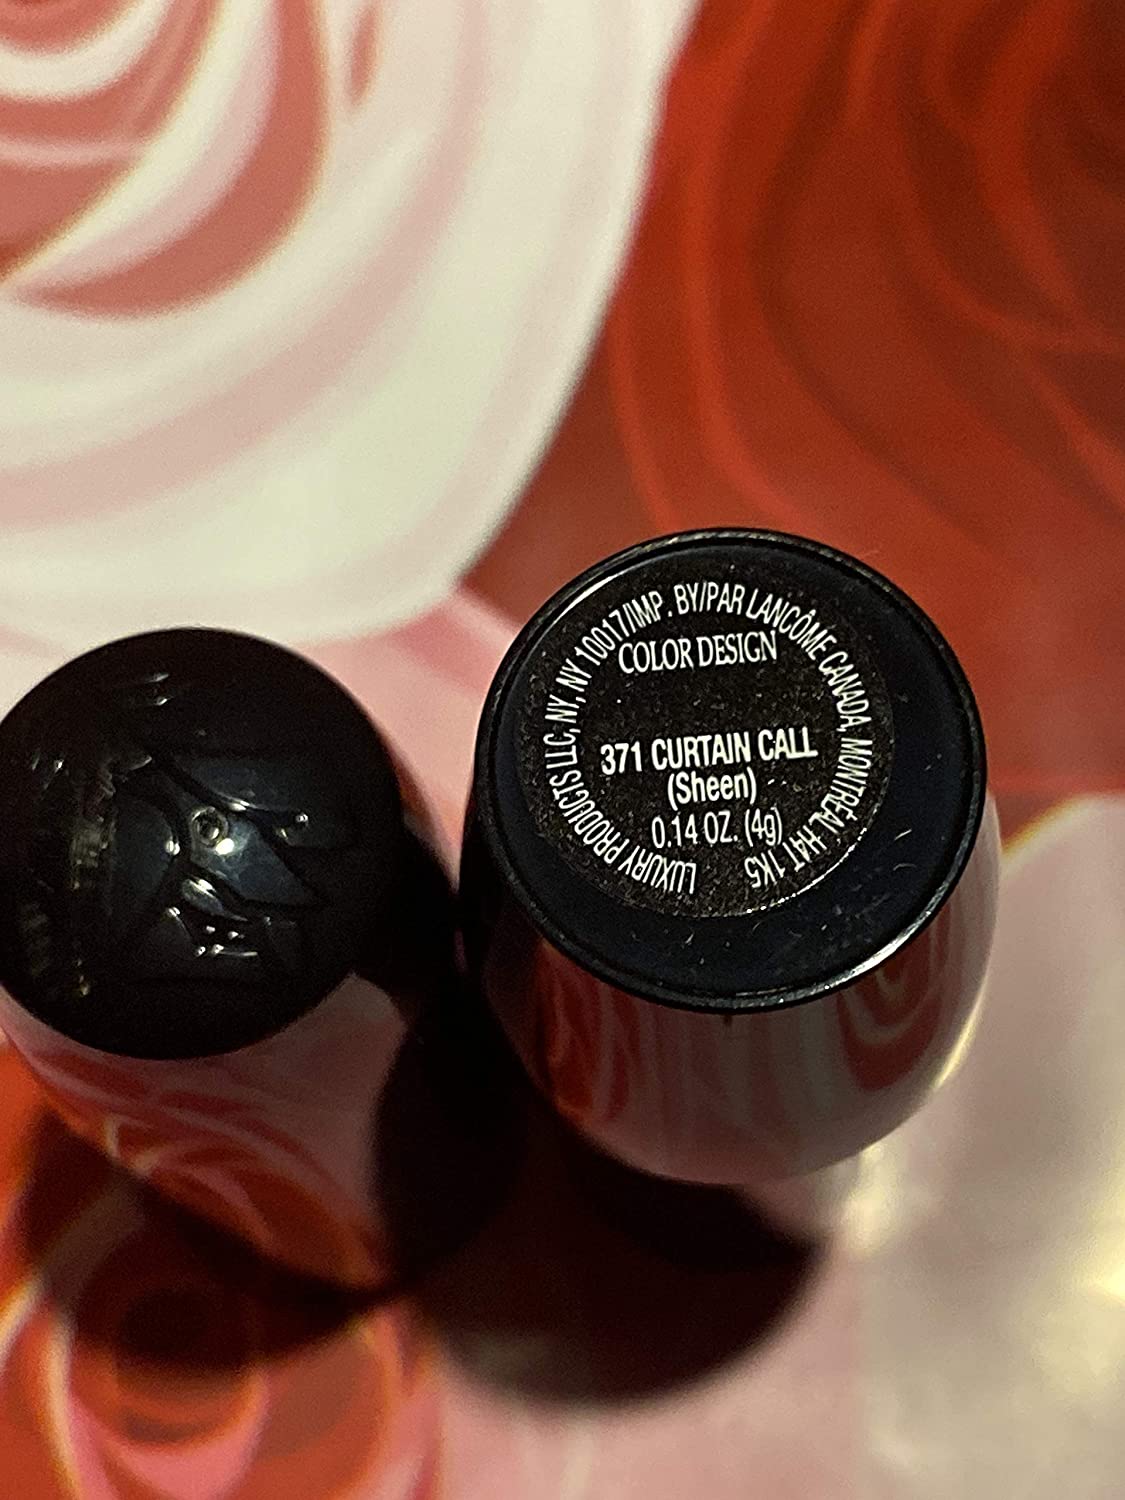 LUXURY PRODUCTS LLC, NY, NY 10017/IMP. BY/PAR LANCÔME CANADA, MONTRÉAL H4T 1K5
COLOR DESIGN
371 CURTAIN CALL
(Sheen)
0.14 OZ. (4g)